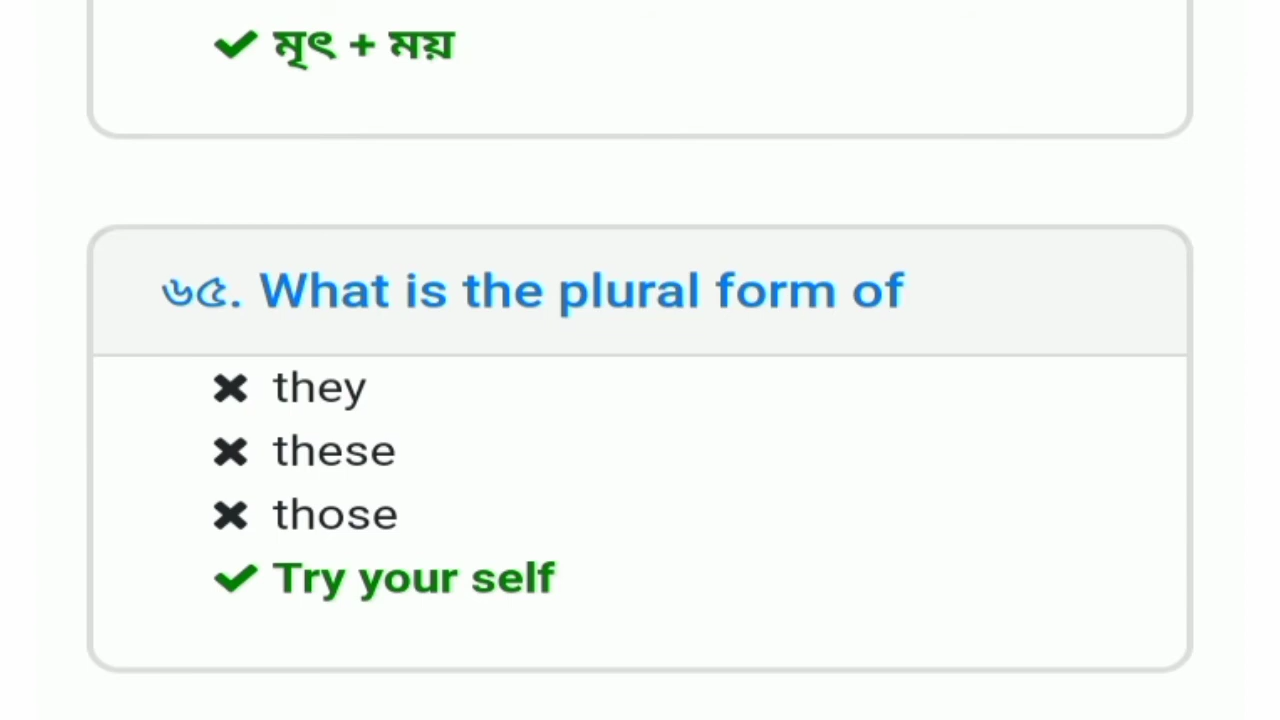 মৃৎ + ময়
৬৫. What is the plural form of
they
these
those
Try your self